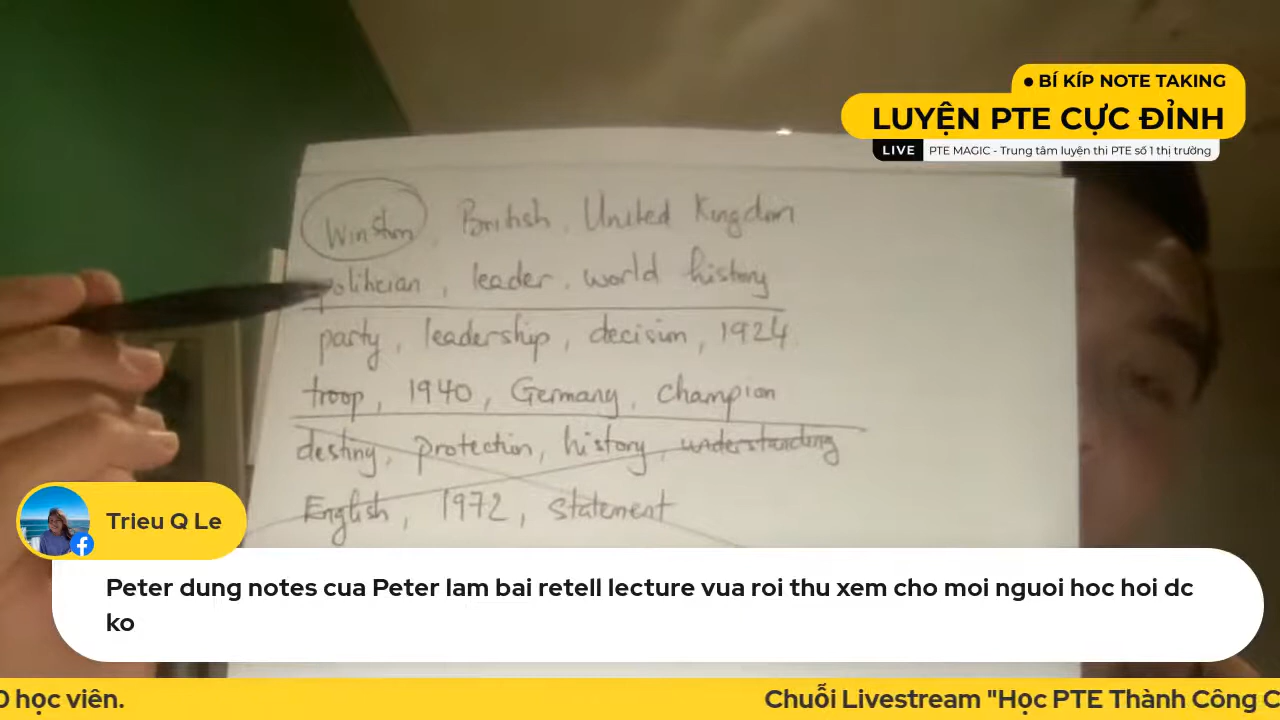 BÍ KÍP NOTE TAKING
LUYỆN PTE CỰC ĐỈNH
LIVE PTE MAGIC - Trung tâm luyện thi PTE số 1 thị trường
Winston, British, United Kingdom
politician, leader, world history
party, leadership, decision, 1924
troop, 1940, Germany, champion
destiny, protection, history, understanding
English, 1972, statement
Trieu Q Le
Peter dung notes cua Peter lam bai retell lecture vua roi thu xem cho moi nguoi hoc hoi dc
ko
0 học viên. Chuỗi Livestream "Học PTE Thành Công C